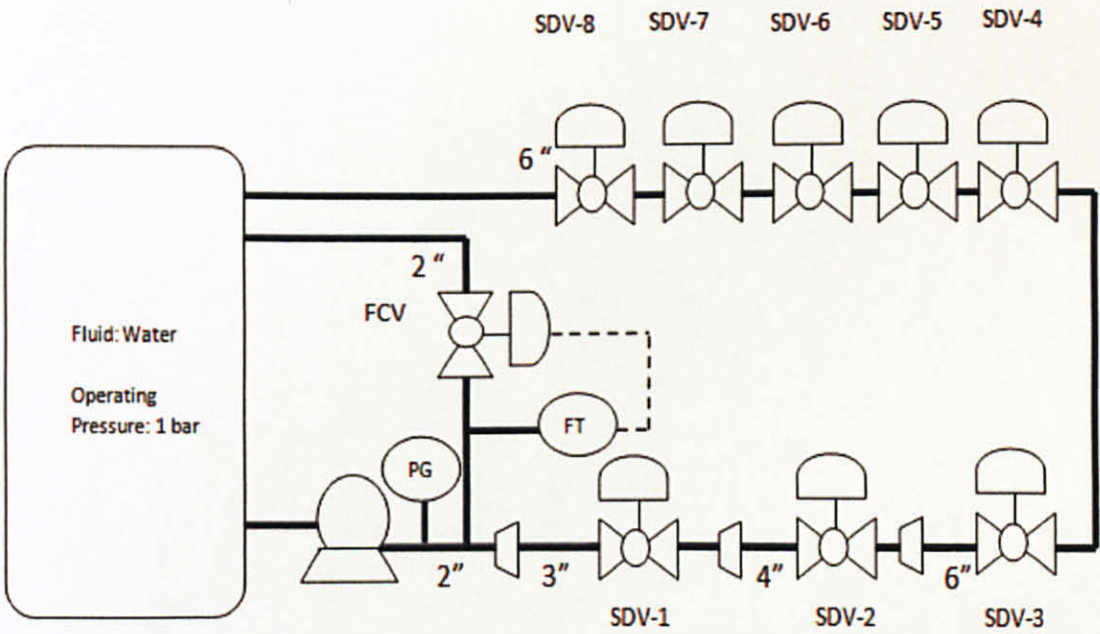 SDV-8 SDV-7 SDV-6 SDV-5 SDV-4
6 "
2 "
FCV
Fluid: Water
Operating
Pressure: 1 bar
FT
PG
2" 3" 4" 6"
SDV-1 SDV-2 SDV-3